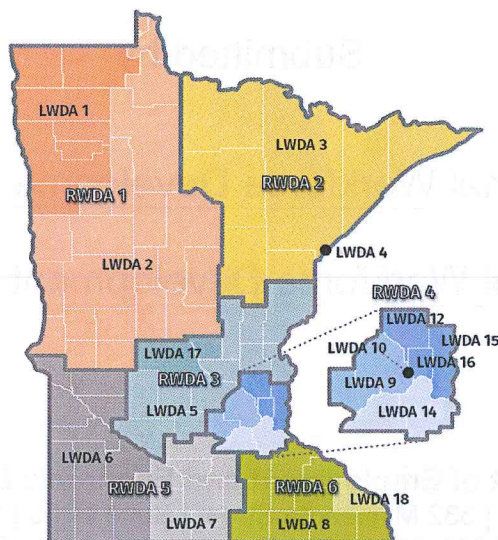 LWDA 1
LWDA 3
RWDA 1
RWDA 2
LWDA 4
LWDA 2
RWDA 4
LWDA 12
LWDA 17
LWDA 10
LWDA 15
RWDA 3
LWDA 16
LWDA 9
LWDA 5
LWDA 14
LWDA 6
RWDA 5
RWDA 6
LWDA 18
LWDA 7
LWDA 8